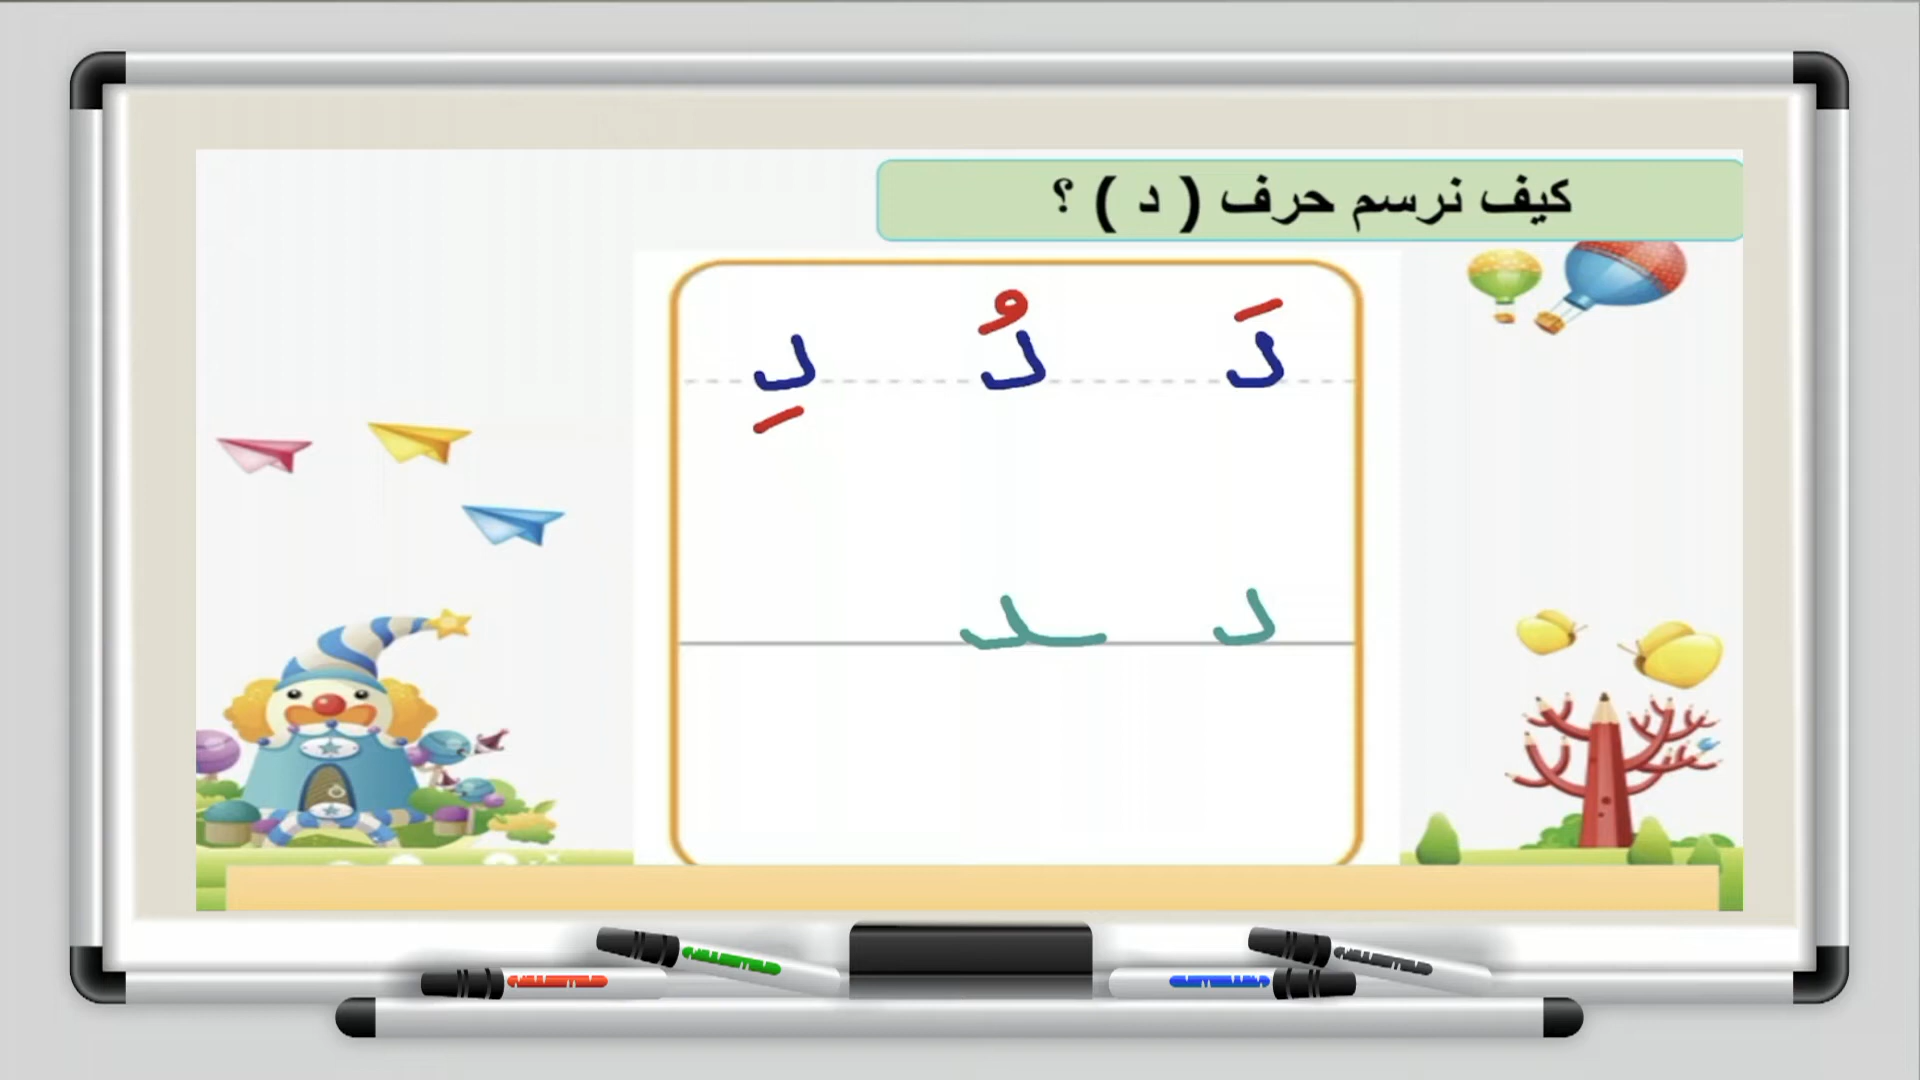 كيف نرسم حرف ( د ) ؟
دَ دُ دِ
د ـد